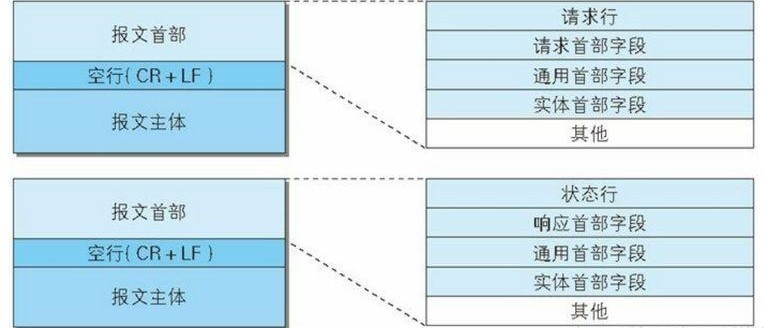 报文首部
空行(CR+LF)
报文主体
请求行
请求首部字段
通用首部字段
实体首部字段
其他
报文首部
空行(CR+LF)
报文主体
状态行
响应首部字段
通用首部字段
实体首部字段
其他